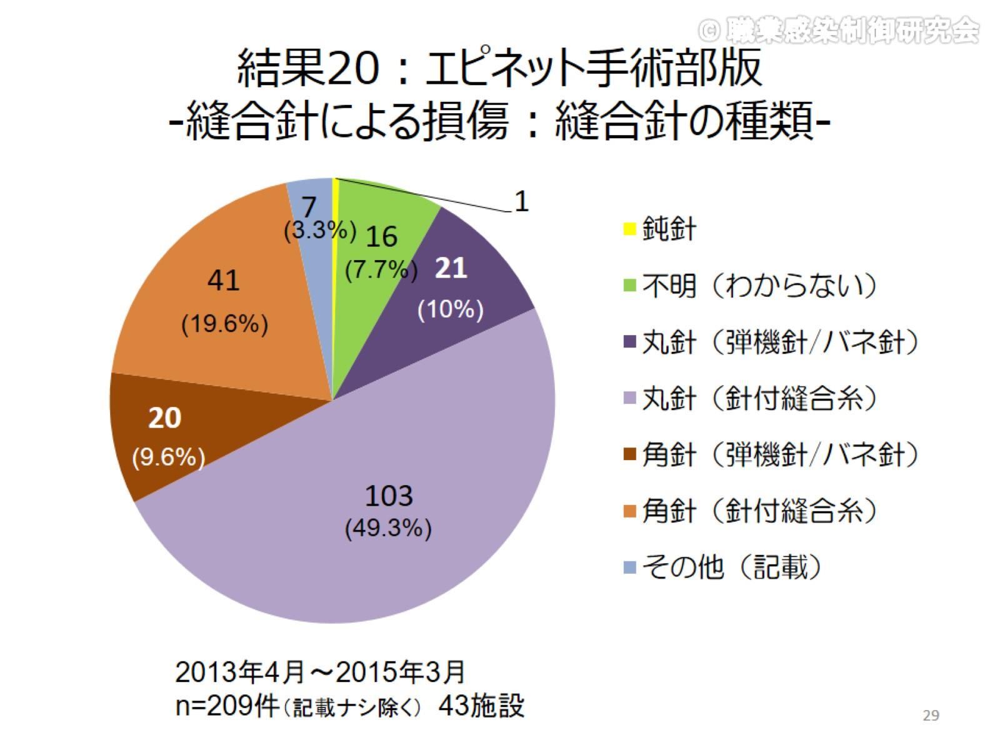 © 職業感染制御研究会
結果20：エピネット手術部版
-縫合針による損傷：縫合針の種類-
1
7
(3.3%)
16
(7.7%)
21
(10%)
41
(19.6%)
20
(9.6%)
103
(49.3%)
鈍針
不明（わからない）
丸針（弾機針/バネ針）
丸針（針付縫合糸）
角針（弾機針/バネ針）
角針（針付縫合糸）
その他（記載）
2013年4月～2015年3月
n=209件（記載ナシ除く） 43施設
29